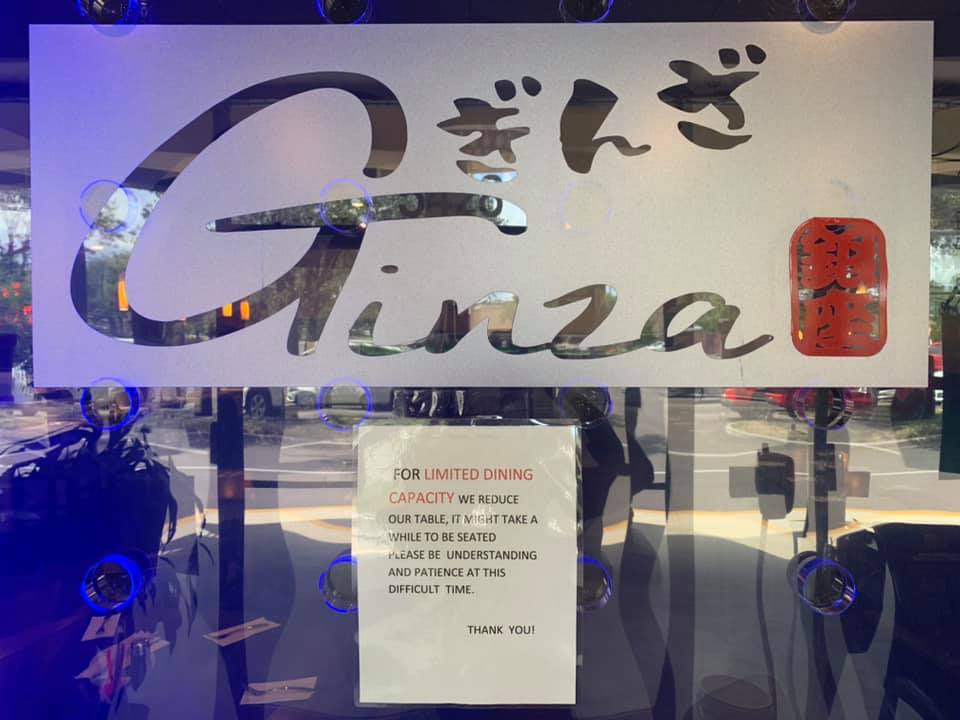 ぎんざ
Ginza
銀座
FOR LIMITED DINING
CAPACITY WE REDUCE
OUR TABLE, IT MIGHT TAKE A
WHILE TO BE SEATED
PLEASE BE UNDERSTANDING
AND PATIENCE AT THIS
DIFFICULT TIME.
THANK YOU!